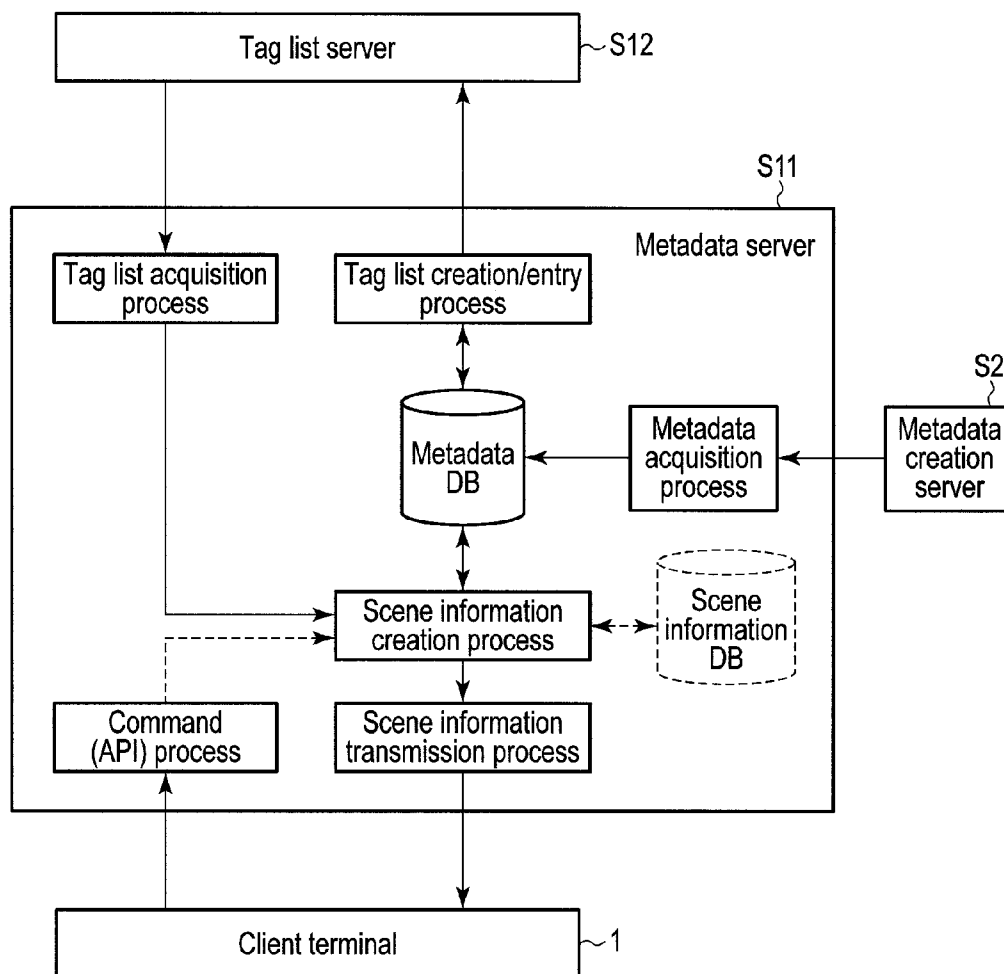 Tag list server
S12
S11
Metadata server
Tag list acquisition
process
Tag list creation/entry
process
S2
Metadata
DB
Metadata
acquisition
process
Metadata
creation
server
Scene information
creation process
Scene
information
DB
Command
(API) process
Scene information
transmission process
Client terminal
1